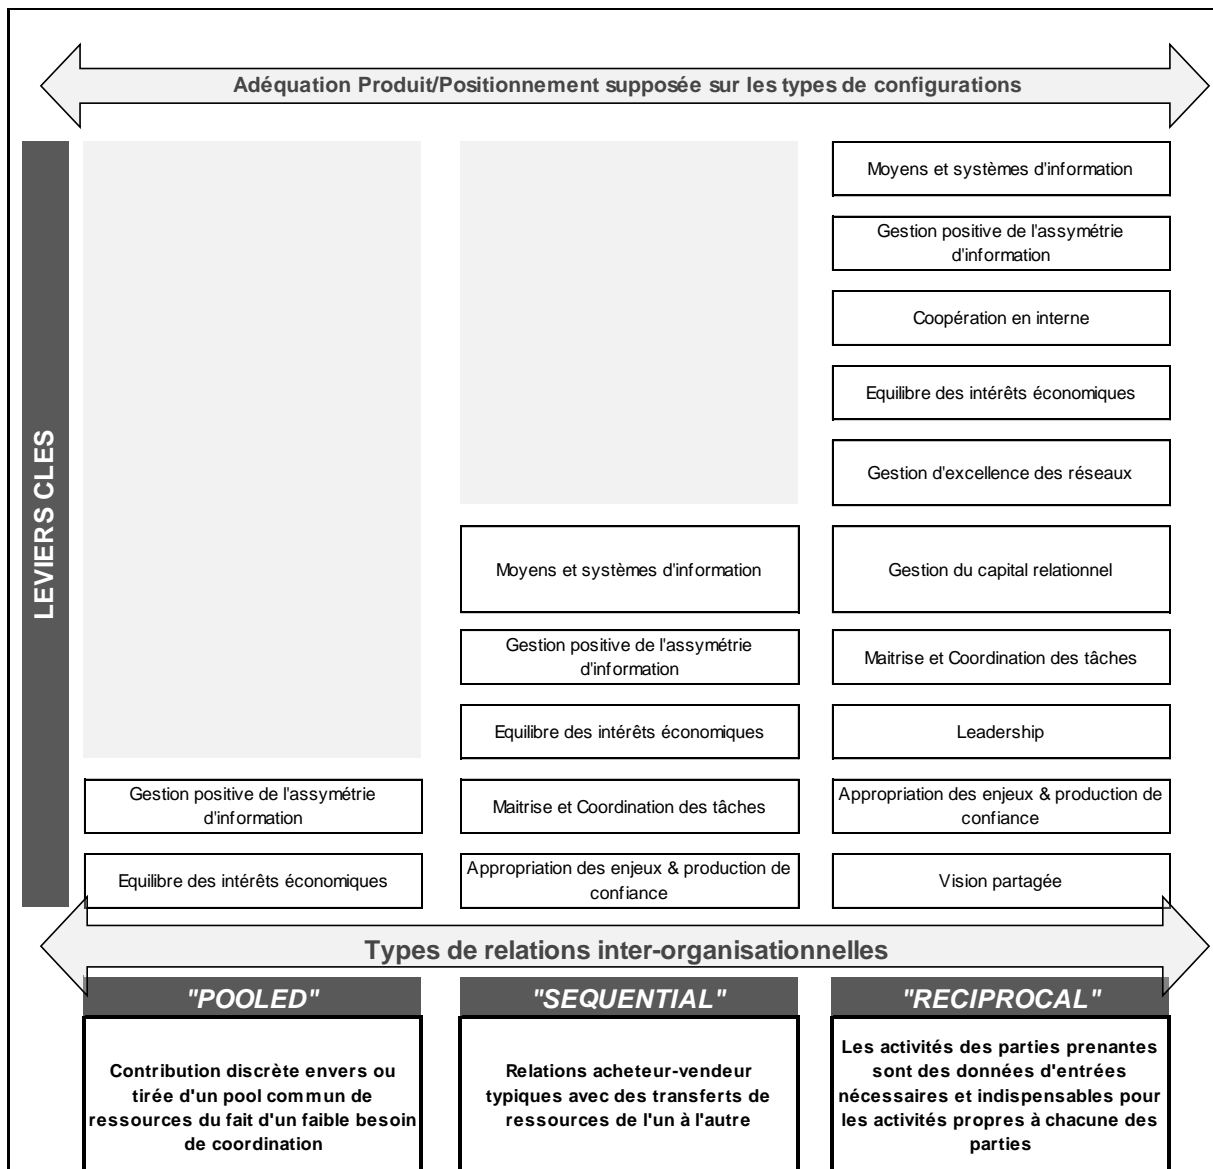 Adéquation Produit/Positionnement supposée sur les types de configurations
LEVIERS CLES
Moyens et systèmes d'information
Gestion positive de l'assymétrie
d'information
Coopération en interne
Equilibre des intérêts économiques
Gestion d'excellence des réseaux
Moyens et systèmes d'information
Gestion du capital relationnel
Gestion positive de l'assymétrie
d'information
Maitrise et Coordination des tâches
Equilibre des intérêts économiques
Leadership
Gestion positive de l'assymétrie
d'information
Maitrise et Coordination des tâches
Appropriation des enjeux & production de
confiance
Equilibre des intérêts économiques
Appropriation des enjeux & production de
confiance
Vision partagée
Types de relations inter-organisationnelles
"POOLED"
"SEQUENTIAL"
"RECIPROCAL"
Contribution discrète envers ou
tirée d'un pool commun de
ressources du fait d'un faible besoin
de coordination
Relations acheteur-vendeur
typiques avec des transferts de
ressources de l'un à l'autre
Les activités des parties prenantes
sont des données d'entrées
nécessaires et indispensables pour
les activités propres à chacune des
parties